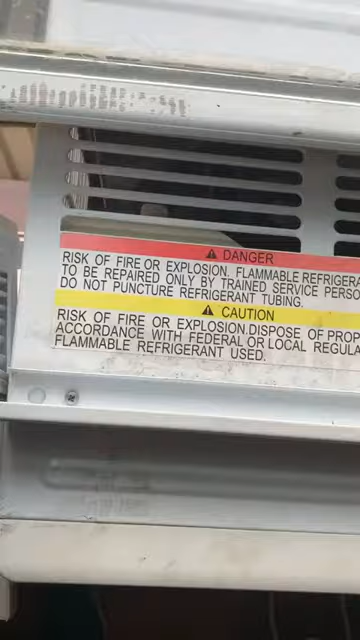 ⚠ DANGER
RISK OF FIRE OR EXPLOSION. FLAMMABLE REFRIGERA
TO BE REPAIRED ONLY BY TRAINED SERVICE PERSO
DO NOT PUNCTURE REFRIGERANT TUBING.
⚠ CAUTION
RISK OF FIRE OR EXPLOSION.DISPOSE OF PROP
ACCORDANCE WITH FEDERAL OR LOCAL REGULA
FLAMMABLE REFRIGERANT USED.